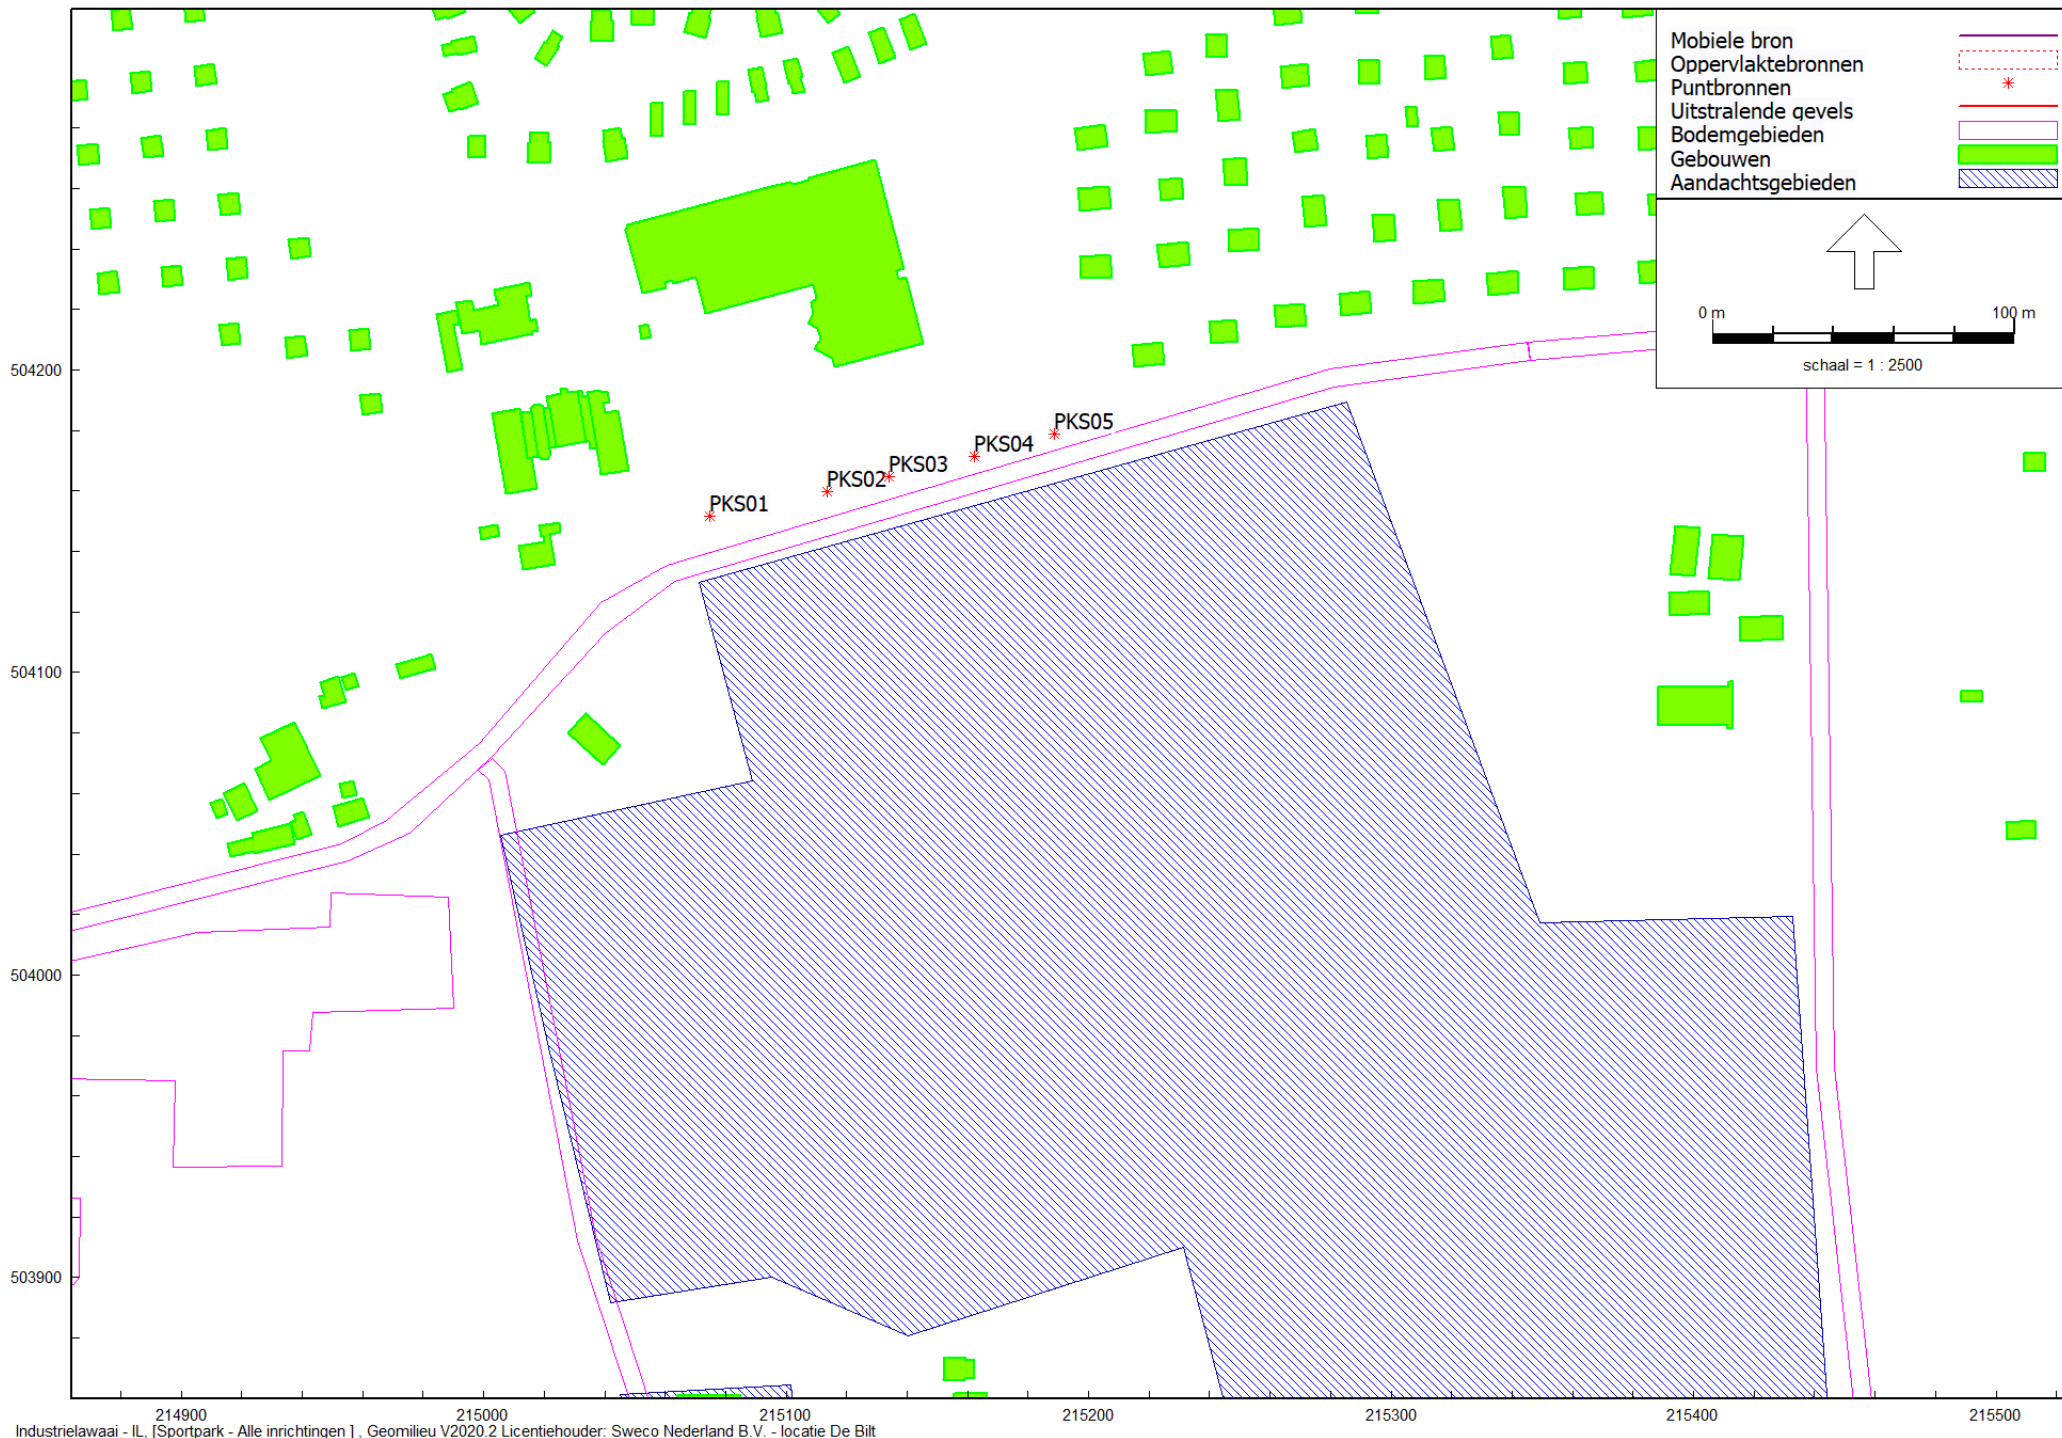 Mobiele bron
Oppervlaktebronnen
Puntbronnen
Uitstralende gevels
Bodemgebieden
Gebouwen
Aandachtsgebieden
0 m 100 m
schaal = 1 : 2500
504200
504100
504000
503900
PKS01
PKS02
PKS03
PKS04
PKS05
214900 215000 215100 215200 215300 215400 215500
Industrielawaai - IL, [Sportpark - Alle inrichtingen ] , Geomilieu V2020.2 Licentiehouder: Sweco Nederland B.V. - locatie De Bilt